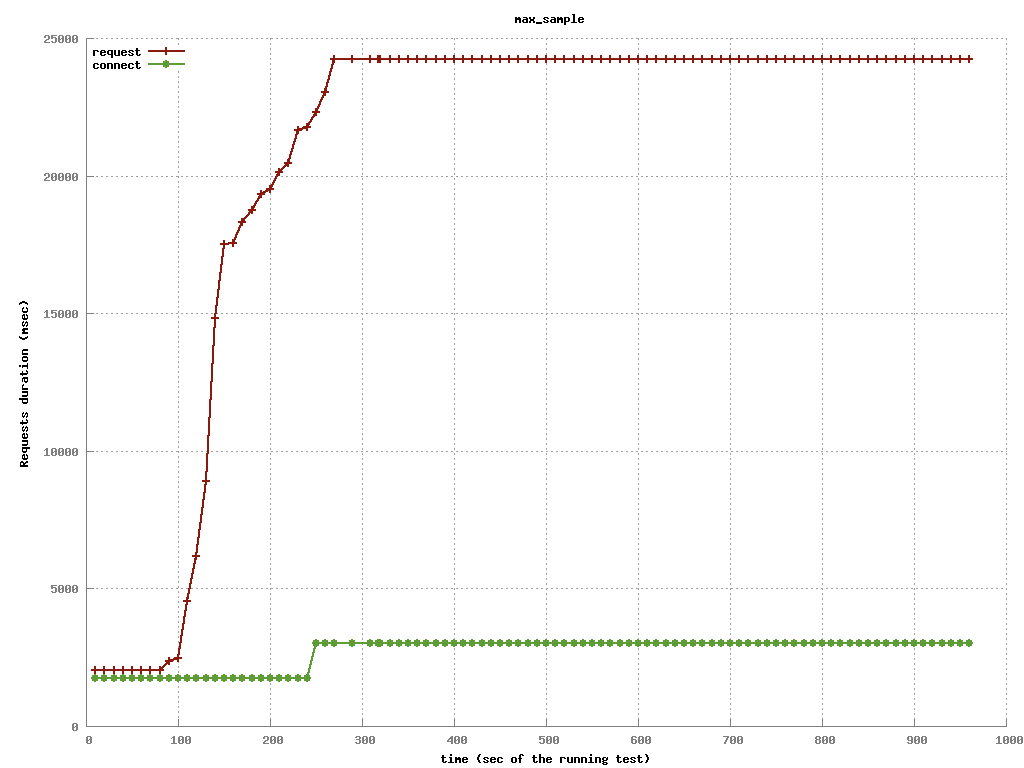 max_sample
25000
request
connect
20000
15000
Requests duration (msec)
10000
5000
0
0 100 200 300 400 500 600 700 800 900 1000
time (sec of the running test)